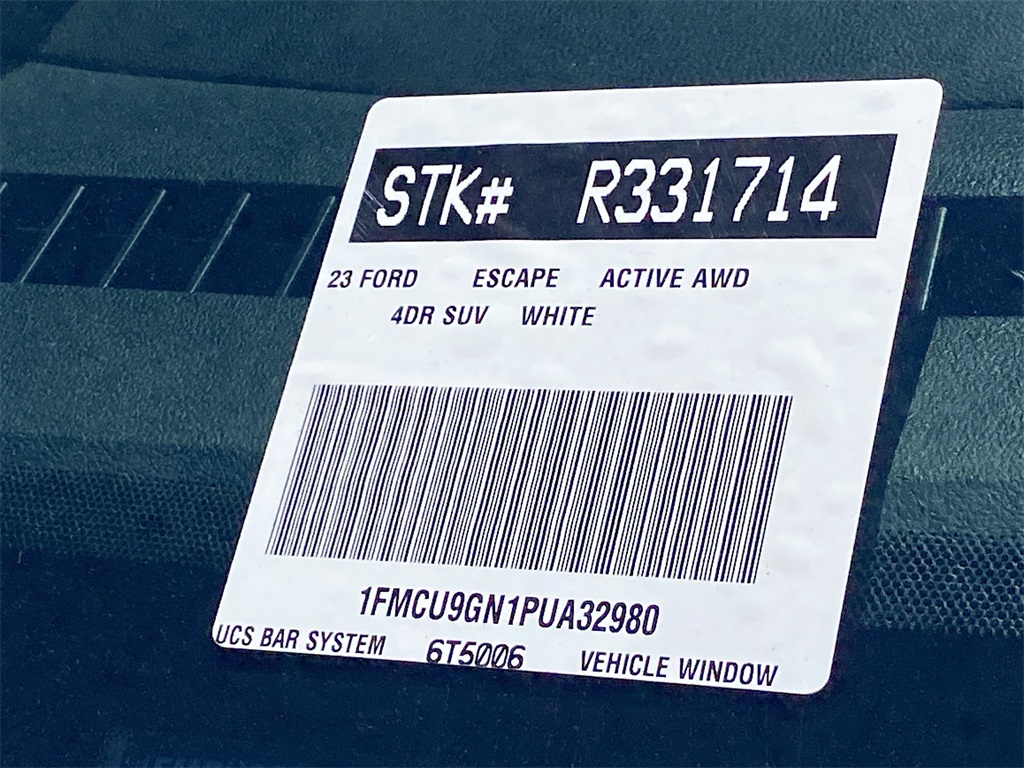 STK# R331714
23 FORD ESCAPE ACTIVE AWD
4DR SUV WHITE
1FMCU9GN1PUA32980
UCS BAR SYSTEM 6T5006 VEHICLE WINDOW